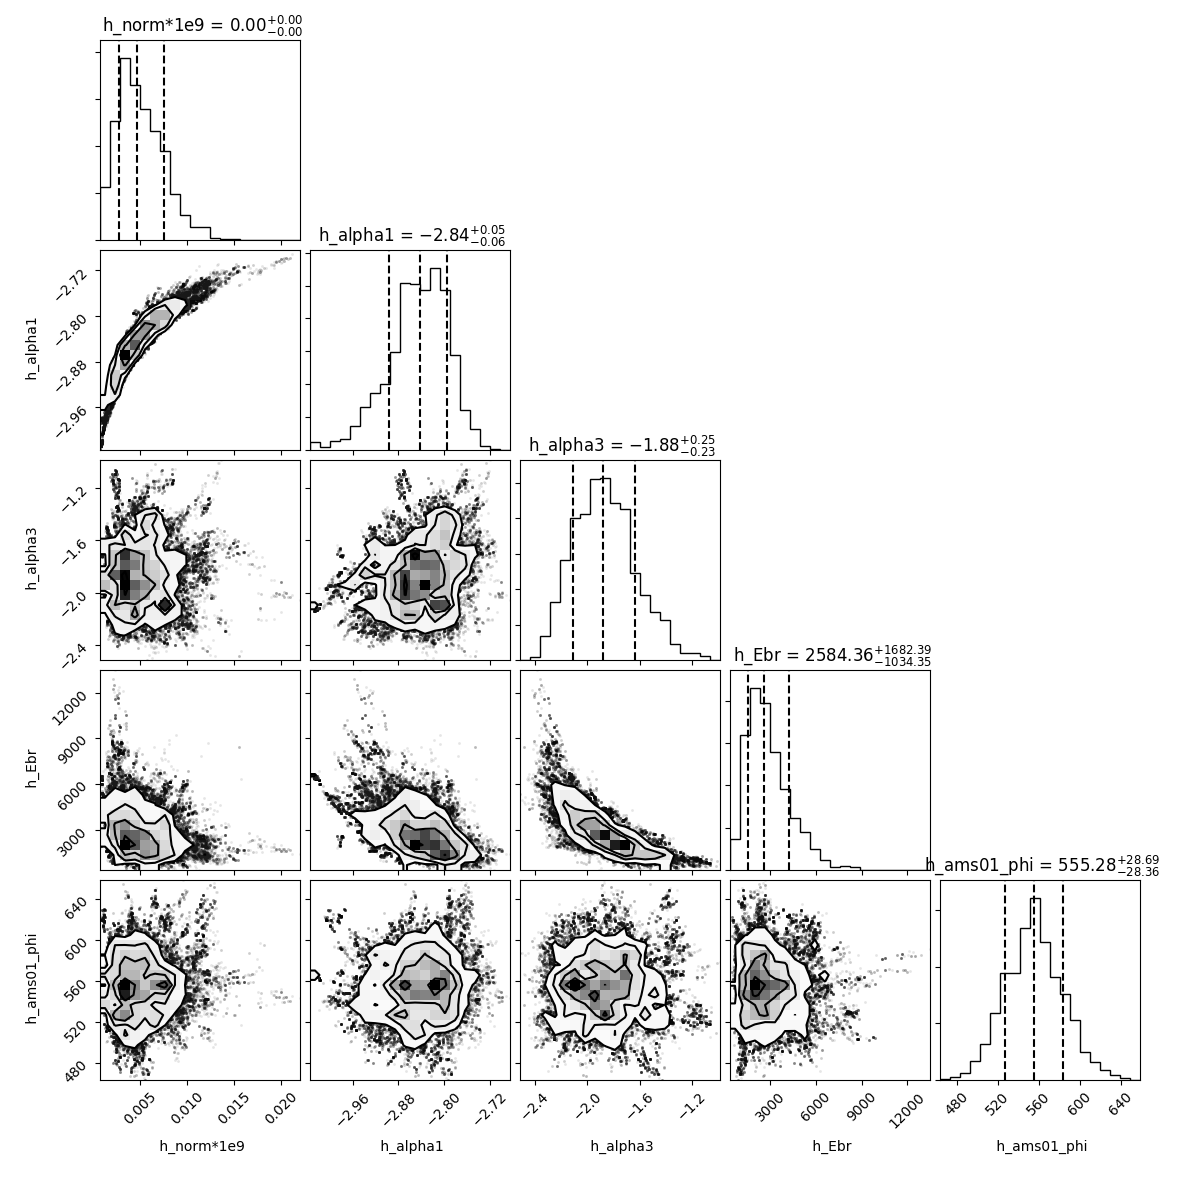 h_norm*1e9 = 0.00+0.00−0.00
h_alpha1 = −2.84+0.05−0.06
h_alpha1
−2.72
−2.80
−2.88
−2.96
h_alpha3 = −1.88+0.25−0.23
h_alpha3
−1.2
−1.6
−2.0
−2.4
h_Ebr = 2584.36+1682.39−1034.35
h_Ebr
12000
9000
6000
3000
h_ams01_phi = 555.28+28.69−28.36
h_ams01_phi
640
600
560
520
480
0.005 0.010 0.015 0.020 −2.96 −2.88 −2.80 −2.72 −2.4 −2.0 −1.6 −1.2 3000 6000 9000 12000 480 520 560 600 640
h_norm*1e9 h_alpha1 h_alpha3 h_Ebr h_ams01_phi